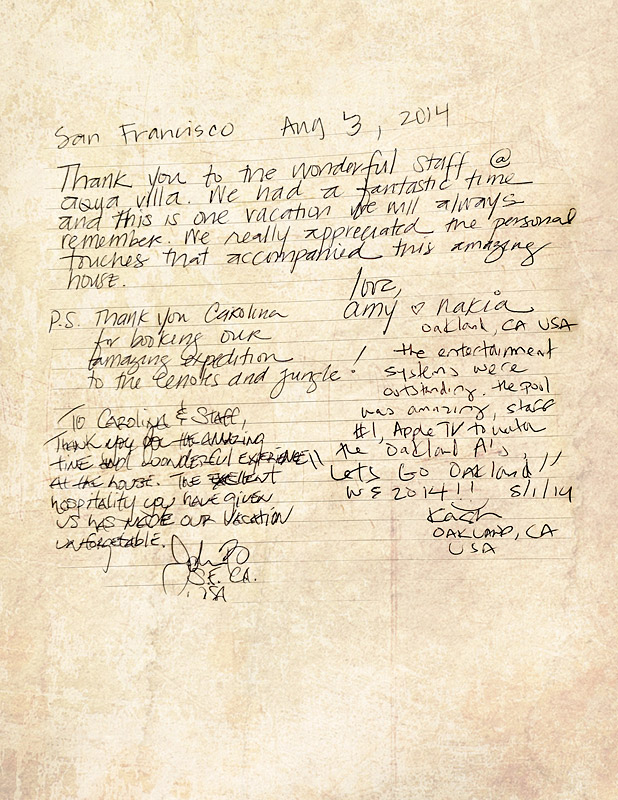 San Francisco Aug 3, 2014
Thank you to the wonderful staff @
aqua villa. We had a fantastic time
and this is one vacation we will always
remember. We really appreciated the personal
touches that accompanied this amazing
house.
love,
amy ♡ nakia
oakland, CA USA
P.S. Thank you Carolina
for booking our
amazing expedition
to the cenotes and jungle!
To Carolina & Staff,
Thank you for the amazing
time and wonderful experience!!
At the house. The excellent
hospitality you have given
us has made our vacation
unforgettable.
John
S.F. CA.
USA
the entertainment
systems were
outstanding. the pool
was amazing, staff
#1, Apple TV to watch
the Oakland A's,
Lets Go Oakland!!
WS 2014!! 8/1/14
Kash
OAKLAND, CA
USA